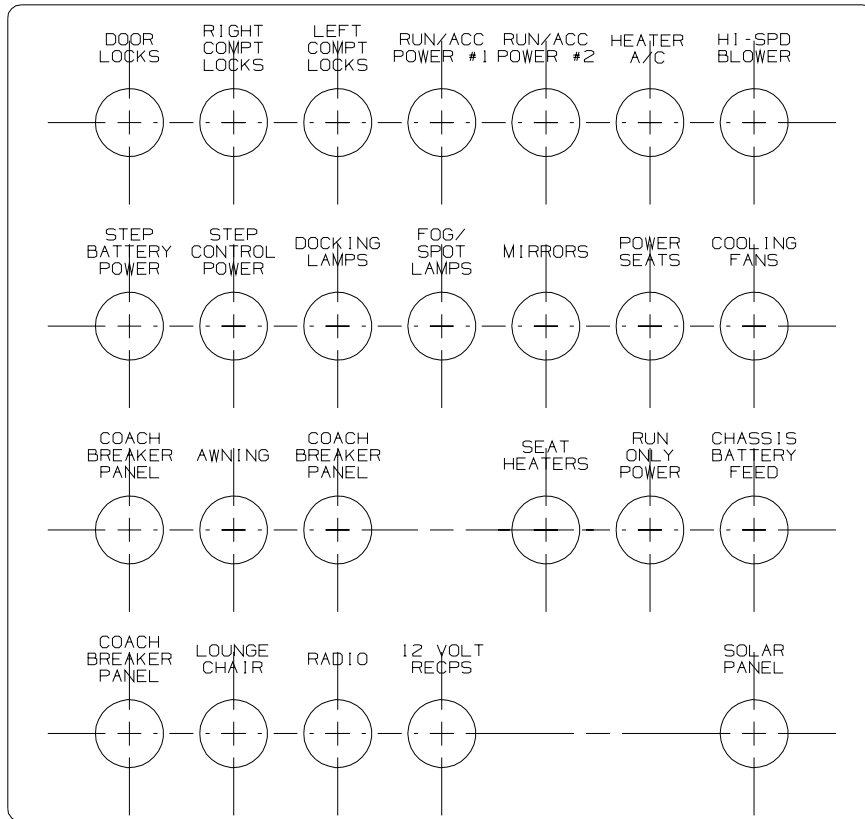 DOOR
LOCKS
RIGHT
COMPT
LOCKS
LEFT
COMPT
LOCKS
RUN/ACC
POWER #1
RUN/ACC
POWER #2
HEATER
A/C
HI-SPD
BLOWER
STEP
BATTERY
POWER
STEP
CONTROL
POWER
DOCKING
LAMPS
FOG/
SPOT
LAMPS
MIRRORS
POWER
SEATS
COOLING
FANS
COACH
BREAKER
PANEL
AWNING
COACH
BREAKER
PANEL
SEAT
HEATERS
RUN
ONLY
POWER
CHASSIS
BATTERY
FEED
COACH
BREAKER
PANEL
LOUNGE
CHAIR
RADIO
12 VOLT
RECPS
SOLAR
PANEL